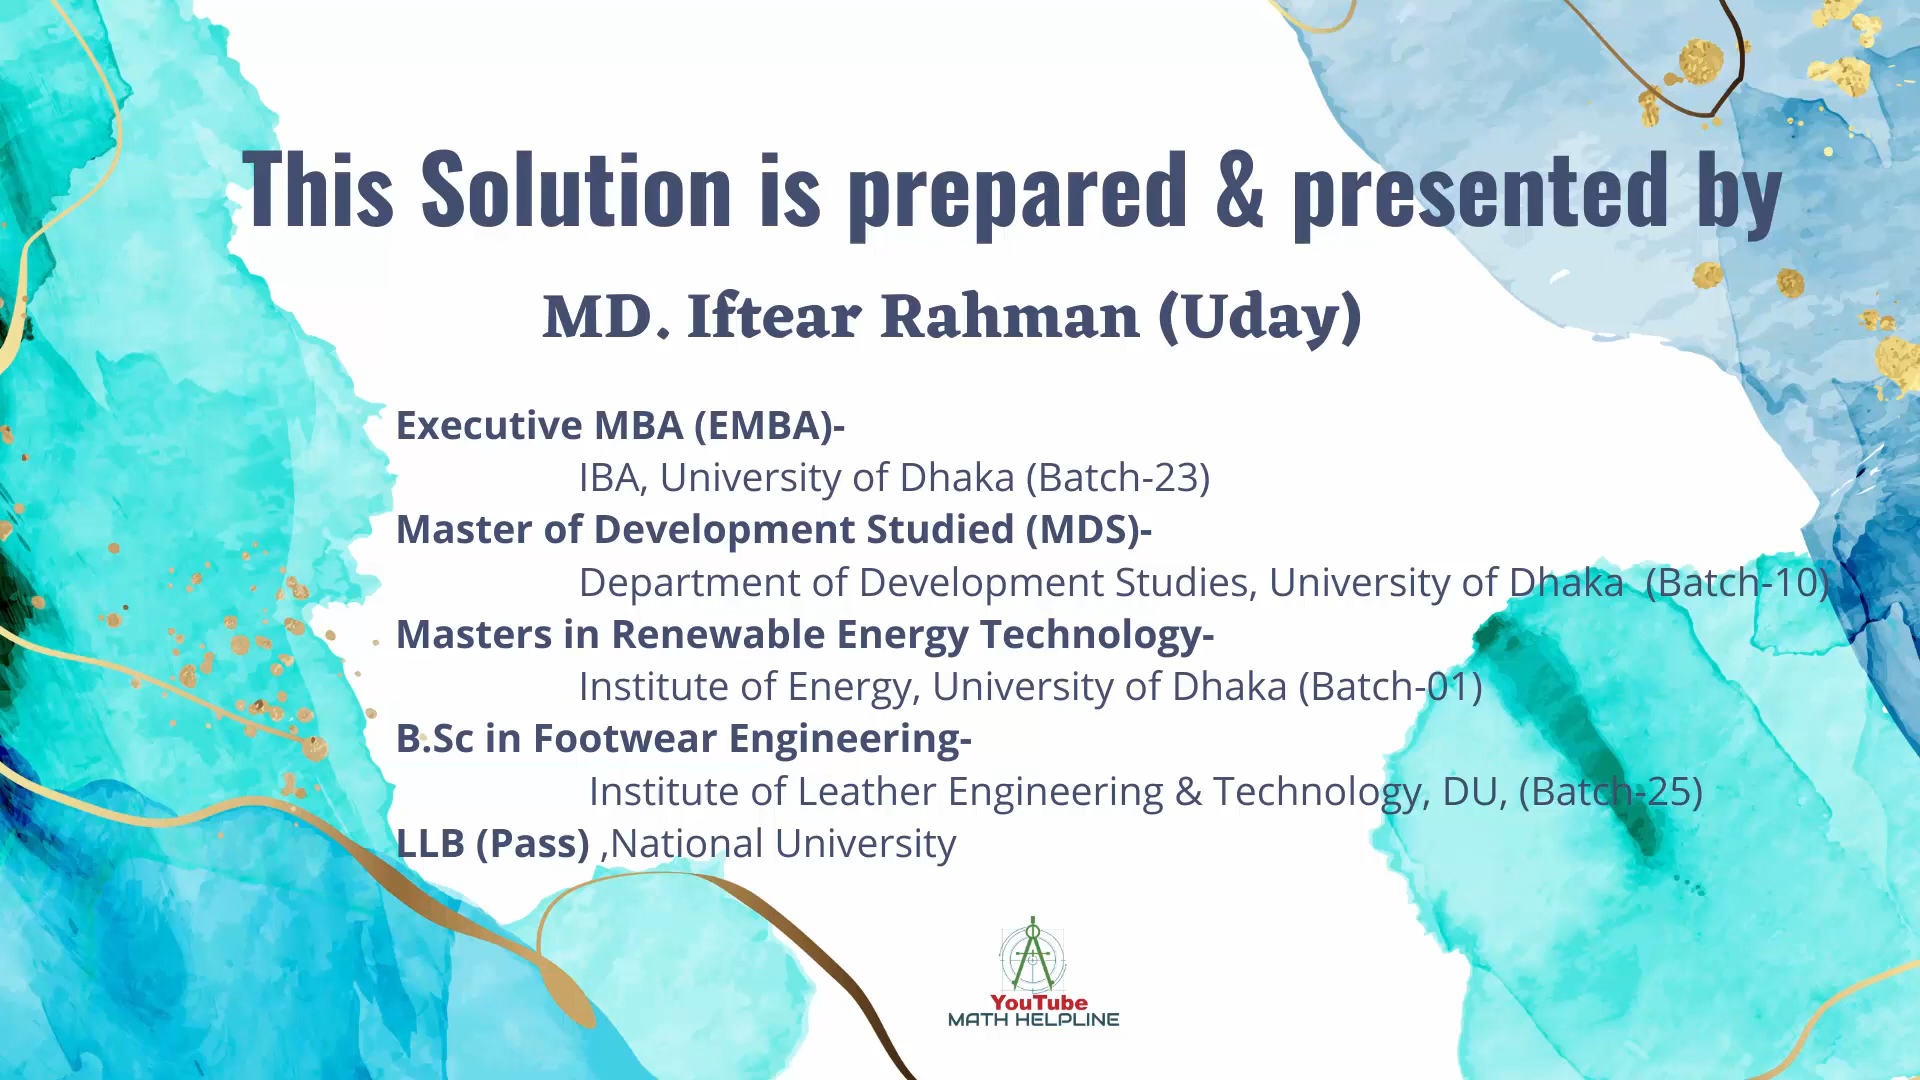 This Solution is prepared & presented by
MD. Iftear Rahman (Uday)
Executive MBA (EMBA)-
IBA, University of Dhaka (Batch-23)
Master of Development Studied (MDS)-
Department of Development Studies, University of Dhaka (Batch-10)
Masters in Renewable Energy Technology-
Institute of Energy, University of Dhaka (Batch-01)
B.Sc in Footwear Engineering-
Institute of Leather Engineering & Technology, DU, (Batch-25)
LLB (Pass) ,National University
YouTube
MATH HELPLINE